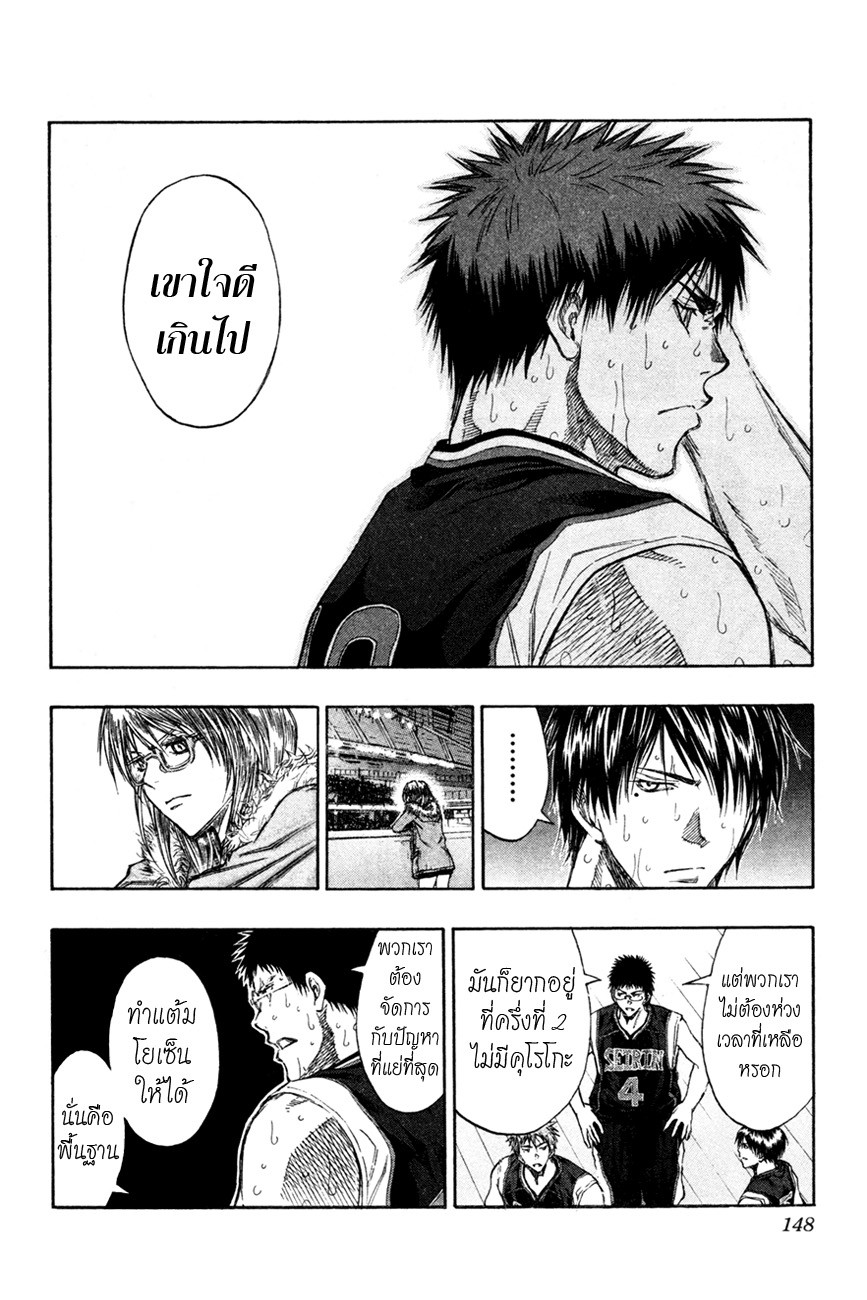 เขาใจดี
เกินไป
แต่พวกเรา
ไม่ต้องห่วง
เวลาที่เหลือ
หรอก
SEIRIN
4
มันก็ยากอยู่
ที่ครึ่งที่ 2
ไม่มีคุโรโกะ
พวกเรา
ต้อง
จัดการ
กับปัญหา
ที่แย่ที่สุด
ทำแต้ม
โยเซ็น
ให้ได้
นั่นคือ
พื้นฐาน
148